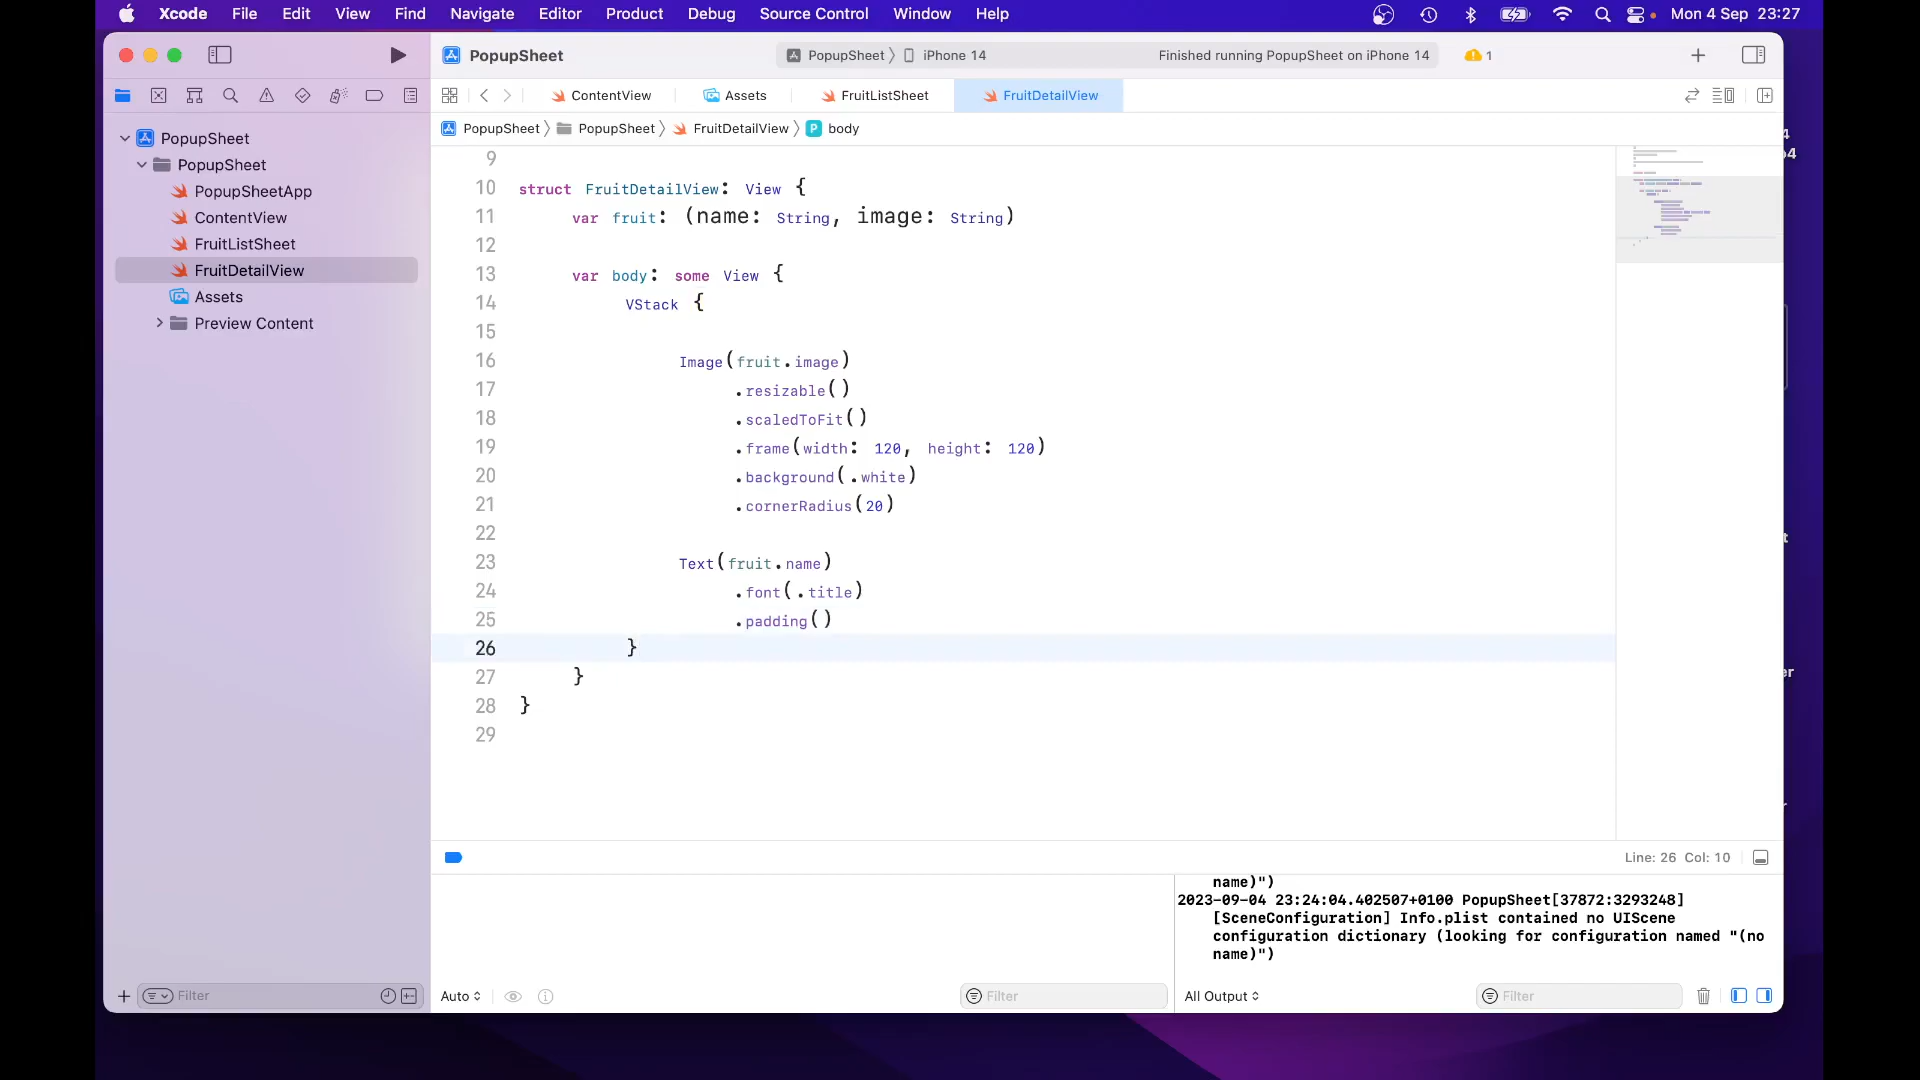 Xcode File Edit View Find Navigate Editor Product Debug Source Control Window Help Mon 4 Sep 23:27
PopupSheet PopupSheet iPhone 14 Finished running PopupSheet on iPhone 14 1
ContentView Assets FruitListSheet FruitDetailView
PopupSheet PopupSheet FruitDetailView P body
PopupSheet
PopupSheet
PopupSheetApp
ContentView
FruitListSheet
FruitDetailView
Assets
Preview Content
Filter
9
10 struct FruitDetailView: View {
11 var fruit: (name: String, image: String)
12
13 var body: some View {
14 VStack {
15
16 Image(fruit.image)
17 .resizable()
18 .scaledToFit()
19 .frame(width: 120, height: 120)
20 .background(.white)
21 .cornerRadius(20)
22
23 Text(fruit.name)
24 .font(.title)
25 .padding()
26 }
27 }
28 }
29
Line: 26 Col: 10
name)")
2023-09-04 23:24:04.402507+0100 PopupSheet[37872:3293248]
[SceneConfiguration] Info.plist contained no UIScene
configuration dictionary (looking for configuration named "(no
name)")
Auto Filter All Output Filter